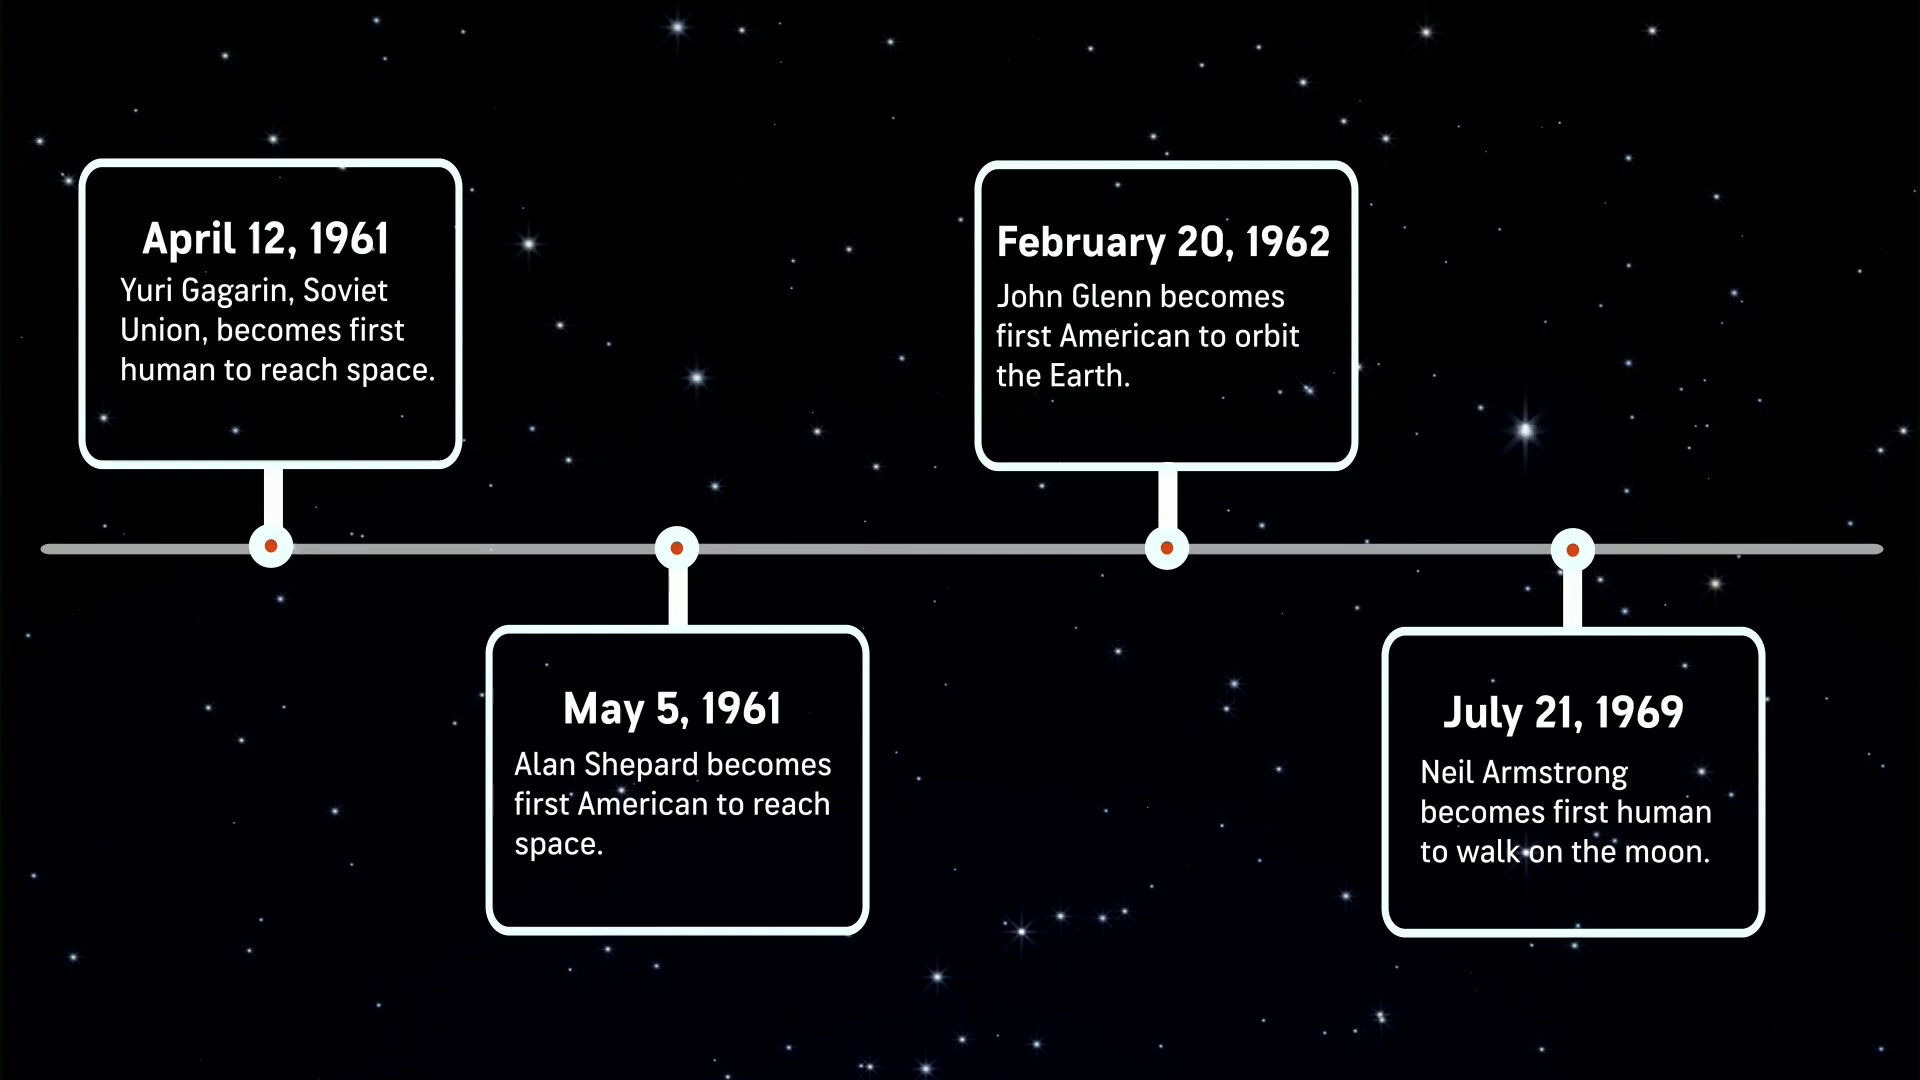 April 12, 1961
Yuri Gagarin, Soviet
Union, becomes first
human to reach space.
May 5, 1961
Alan Shepard becomes
first American to reach
space.
February 20, 1962
John Glenn becomes
first American to orbit
the Earth.
July 21, 1969
Neil Armstrong
becomes first human
to walk on the moon.